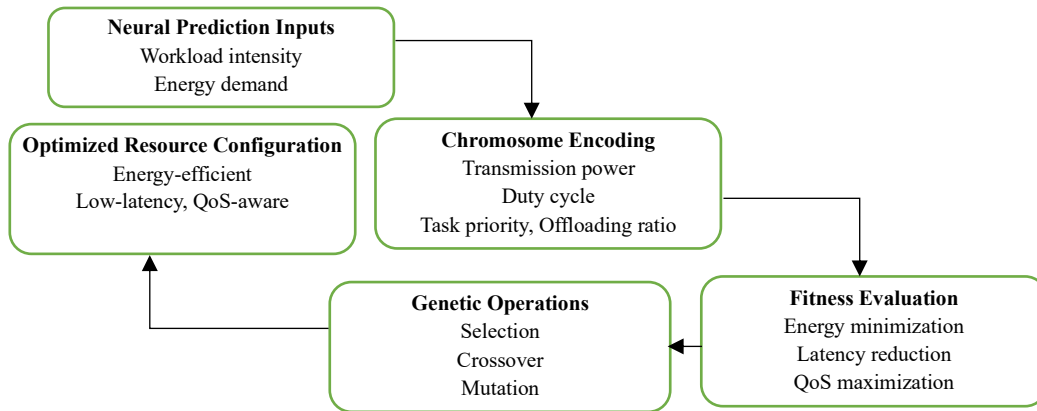 Neural Prediction Inputs
Workload intensity
Energy demand
Optimized Resource Configuration
Energy-efficient
Low-latency, QoS-aware
Chromosome Encoding
Transmission power
Duty cycle
Task priority, Offloading ratio
Genetic Operations
Selection
Crossover
Mutation
Fitness Evaluation
Energy minimization
Latency reduction
QoS maximization